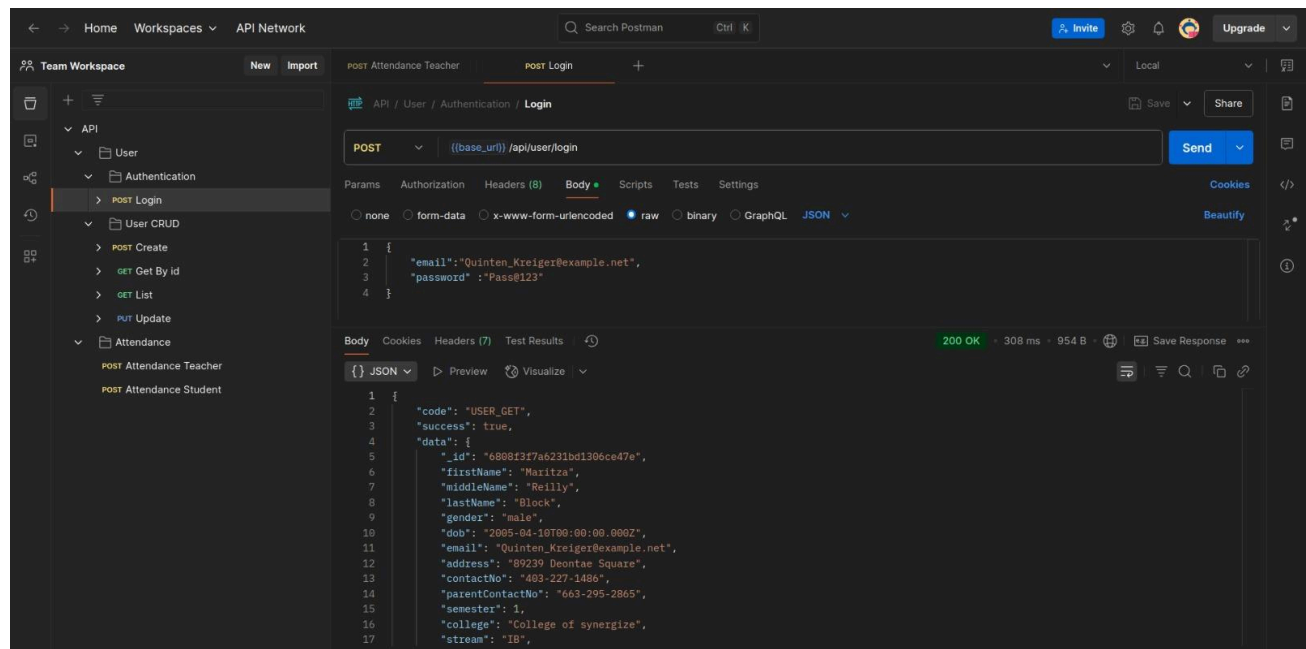 Home Workspaces API Network Search Postman Ctrl K Invite Upgrade
Team Workspace New Import POST Attendance Teacher POST Login Local
API / User / Authentication / Login Save Share
API
User
Authentication
POST Login
User CRUD
POST Create
GET Get By id
GET List
PUT Update
Attendance
POST Attendance Teacher
POST Attendance Student
POST {{base_url}} /api/user/login Send
Params Authorization Headers (8) Body Scripts Tests Settings Cookies
none form-data x-www-form-urlencoded raw binary GraphQL JSON Beautify
1 {
2 "email":"Quinten_Kreiger@example.net",
3 "password" :"Pass@123"
4 }
Body Cookies Headers (7) Test Results 200 OK 308 ms 954 B Save Response
{} JSON Preview Visualize
1 {
2 "code": "USER_GET",
3 "success": true,
4 "data": {
5 "_id": "6808f3f7a6231bd1306ce47e",
6 "firstName": "Maritza",
7 "middleName": "Reilly",
8 "lastName": "Block",
9 "gender": "male",
10 "dob": "2005-04-10T00:00:00.000Z",
11 "email": "Quinten_Kreiger@example.net",
12 "address": "89239 Deontae Square",
13 "contactNo": "403-227-1486",
14 "parentContactNo": "663-295-2865",
15 "semester": 1,
16 "college": "College of synergize",
17 "stream": "IB",